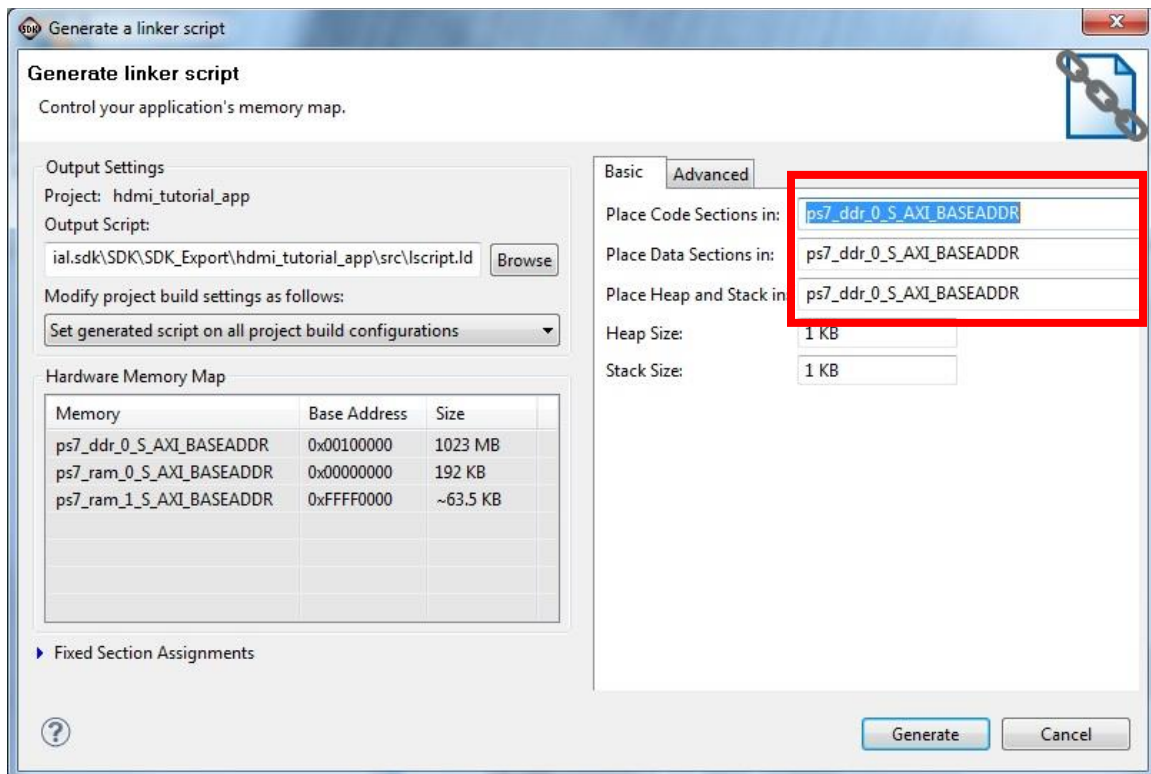 SDK Generate a linker script
Generate linker script
Control your application's memory map.
Output Settings
Project: hdmi_tutorial_app
Output Script:
ial.sdk\SDK\SDK_Export\hdmi_tutorial_app\src\lscript.ld Browse
Modify project build settings as follows:
Set generated script on all project build configurations
Hardware Memory Map
Memory Base Address Size
ps7_ddr_0_S_AXI_BASEADDR 0x00100000 1023 MB
ps7_ram_0_S_AXI_BASEADDR 0x00000000 192 KB
ps7_ram_1_S_AXI_BASEADDR 0xFFFF0000 ~63.5 KB
Fixed Section Assignments
Basic Advanced
Place Code Sections in: ps7_ddr_0_S_AXI_BASEADDR
Place Data Sections in: ps7_ddr_0_S_AXI_BASEADDR
Place Heap and Stack in: ps7_ddr_0_S_AXI_BASEADDR
Heap Size: 1 KB
Stack Size: 1 KB
? Generate Cancel